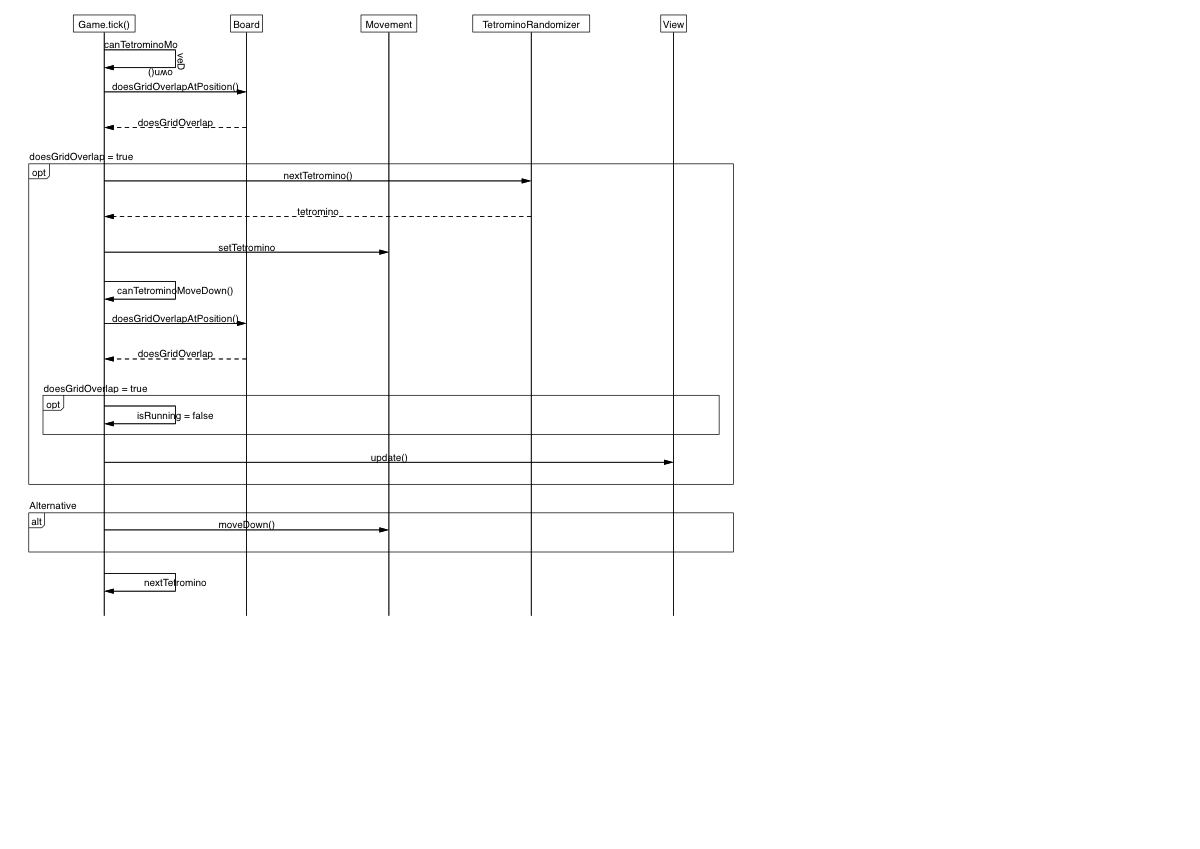 Game.tick()
Board
Movement
TetrominoRandomizer
View
canTetrominoMoveDown()
doesGridOverlapAtPosition()
doesGridOverlap
doesGridOverlap = true
opt
nextTetromino()
tetromino
setTetromino
canTetrominoMoveDown()
doesGridOverlapAtPosition()
doesGridOverlap
doesGridOverlap = true
opt
isRunning = false
update()
Alternative
alt
moveDown()
nextTetromino